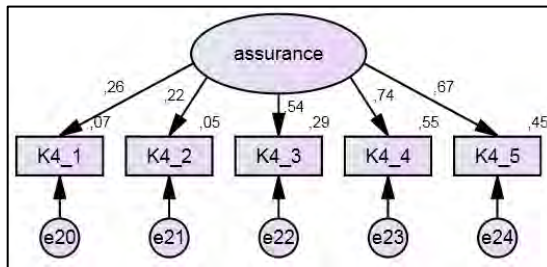 assurance
,26 ,22 ,54 ,74 ,67
,07 ,05 ,29 ,55 ,45
K4_1 K4_2 K4_3 K4_4 K4_5
e20 e21 e22 e23 e24